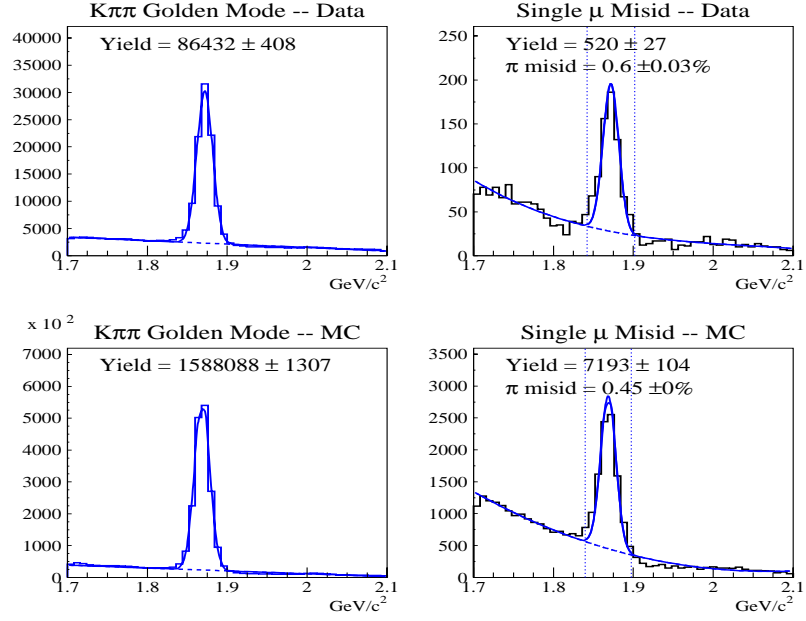 Kππ Golden Mode -- Data
Yield = 86432 ± 408
40000
35000
30000
25000
20000
15000
10000
5000
0
1.7 1.8 1.9 2 2.1
GeV/c²
Single μ Misid -- Data
Yield = 520 ± 27
π misid = 0.6 ±0.03%
250
200
150
100
50
0
1.7 1.8 1.9 2 2.1
GeV/c²
x 10²
Kππ Golden Mode -- MC
Yield = 1588088 ± 1307
7000
6000
5000
4000
3000
2000
1000
0
1.7 1.8 1.9 2 2.1
GeV/c²
Single μ Misid -- MC
Yield = 7193 ± 104
π misid = 0.45 ±0%
3500
3000
2500
2000
1500
1000
500
0
1.7 1.8 1.9 2 2.1
GeV/c²